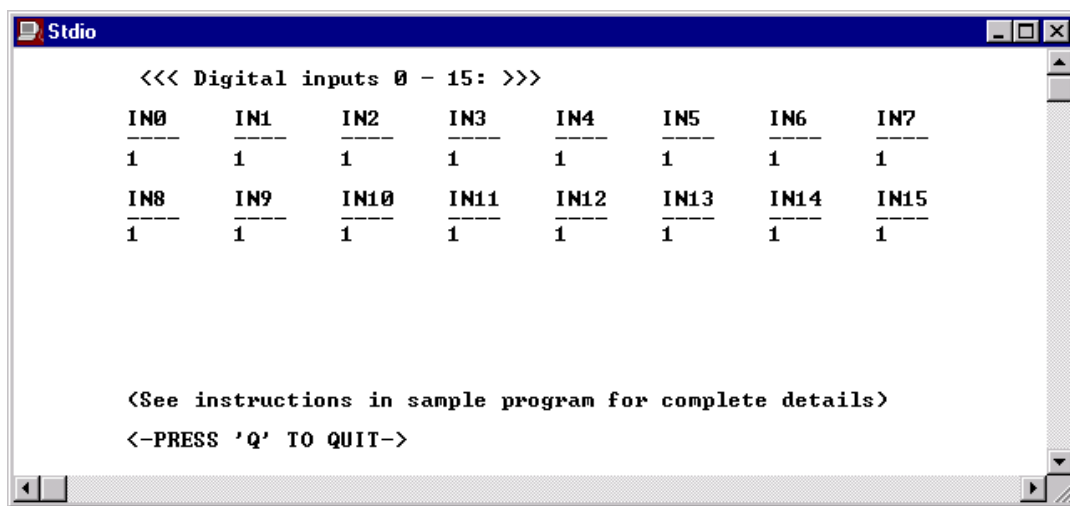 Stdio
<<< Digital inputs 0 - 15: >>>
IN0 IN1 IN2 IN3 IN4 IN5 IN6 IN7
---- ---- ---- ---- ---- ---- ---- ----
1 1 1 1 1 1 1 1
IN8 IN9 IN10 IN11 IN12 IN13 IN14 IN15
---- ---- ---- ---- ---- ---- ---- ----
1 1 1 1 1 1 1 1
(See instructions in sample program for complete details)
<-PRESS 'Q' TO QUIT->